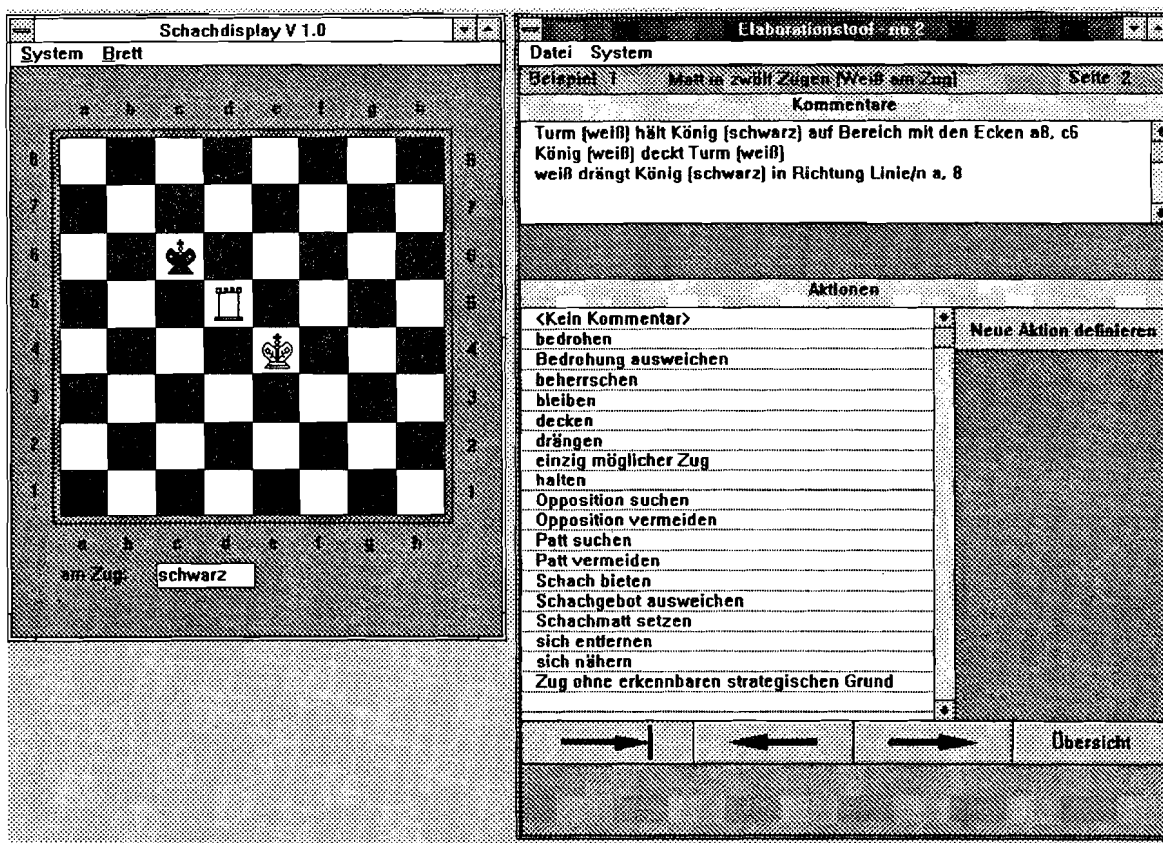 Schachdisplay V 1.0
System Brett
a b c d e f g h
8 8
7 7
6 6
5 5
4 4
3 3
2 2
1 1
a b c d e f g h
am Zug: schwarz
Elaborationstool - no 2
Datei System
Beispiel 1 Matt in zwölf Zügen (Weiß am Zug) Seite 2
Kommentare
Turm (weiß) hält König (schwarz) auf Bereich mit den Ecken a8, c6
König (weiß) deckt Turm (weiß)
weiß drängt König (schwarz) in Richtung Linie/n a, 8
Aktionen
<Kein Kommentar>
bedrohen
Bedrohung ausweichen
beherrschen
bleiben
decken
drängen
einzig möglicher Zug
halten
Opposition suchen
Opposition vermeiden
Patt suchen
Patt vermeiden
Schach bieten
Schachgebot ausweichen
Schachmatt setzen
sich entfernen
sich nähern
Zug ohne erkennbaren strategischen Grund
Neue Aktion definieren
Übersicht